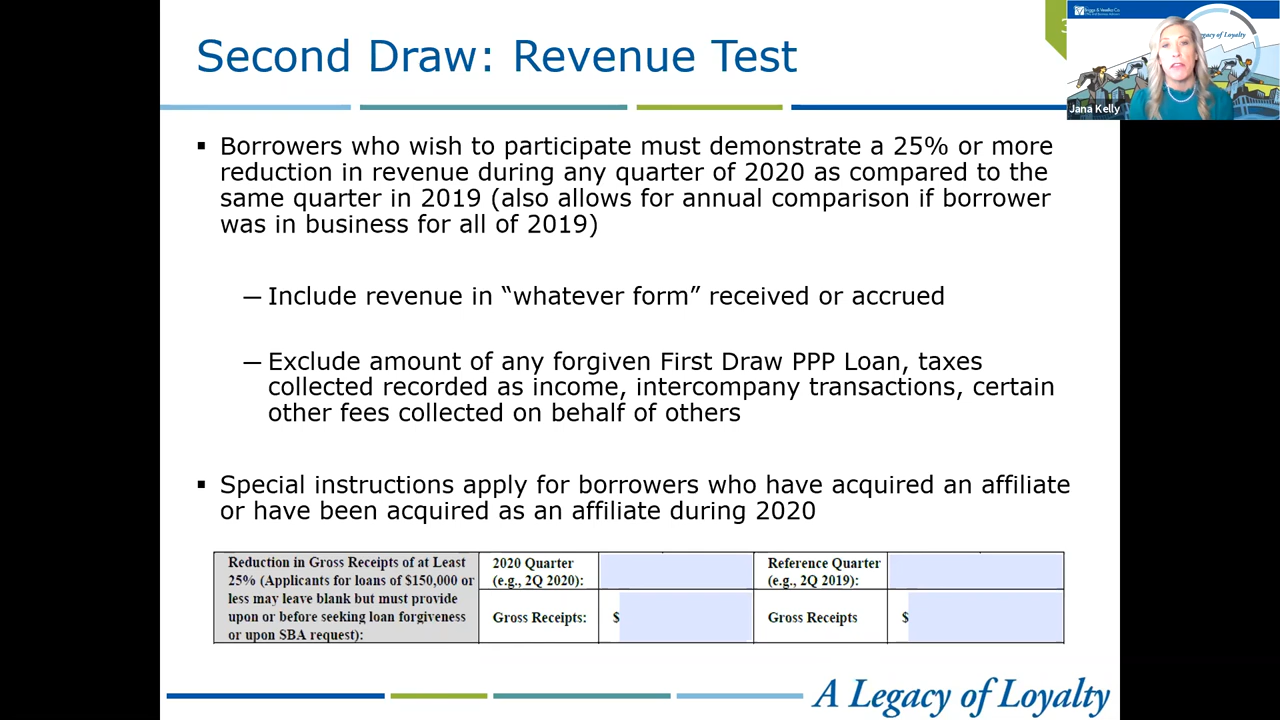 Second Draw: Revenue Test
Briggs & Veselka Co.
Legacy of Loyalty
Jana Kelly
▪ Borrowers who wish to participate must demonstrate a 25% or more
reduction in revenue during any quarter of 2020 as compared to the
same quarter in 2019 (also allows for annual comparison if borrower
was in business for all of 2019)
— Include revenue in “whatever form” received or accrued
— Exclude amount of any forgiven First Draw PPP Loan, taxes
collected recorded as income, intercompany transactions, certain
other fees collected on behalf of others
▪ Special instructions apply for borrowers who have acquired an affiliate
or have been acquired as an affiliate during 2020
Reduction in Gross Receipts of at Least
25% (Applicants for loans of $150,000 or
less may leave blank but must provide
upon or before seeking loan forgiveness
or upon SBA request):
2020 Quarter
(e.g., 2Q 2020):
Reference Quarter
(e.g., 2Q 2019):
Gross Receipts: $
Gross Receipts $
A Legacy of Loyalty